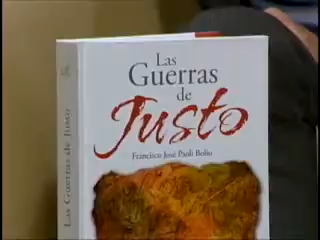 Las
Guerras
de
Justo
Francisco José Paoli Bolio
Las Guerras de Justo